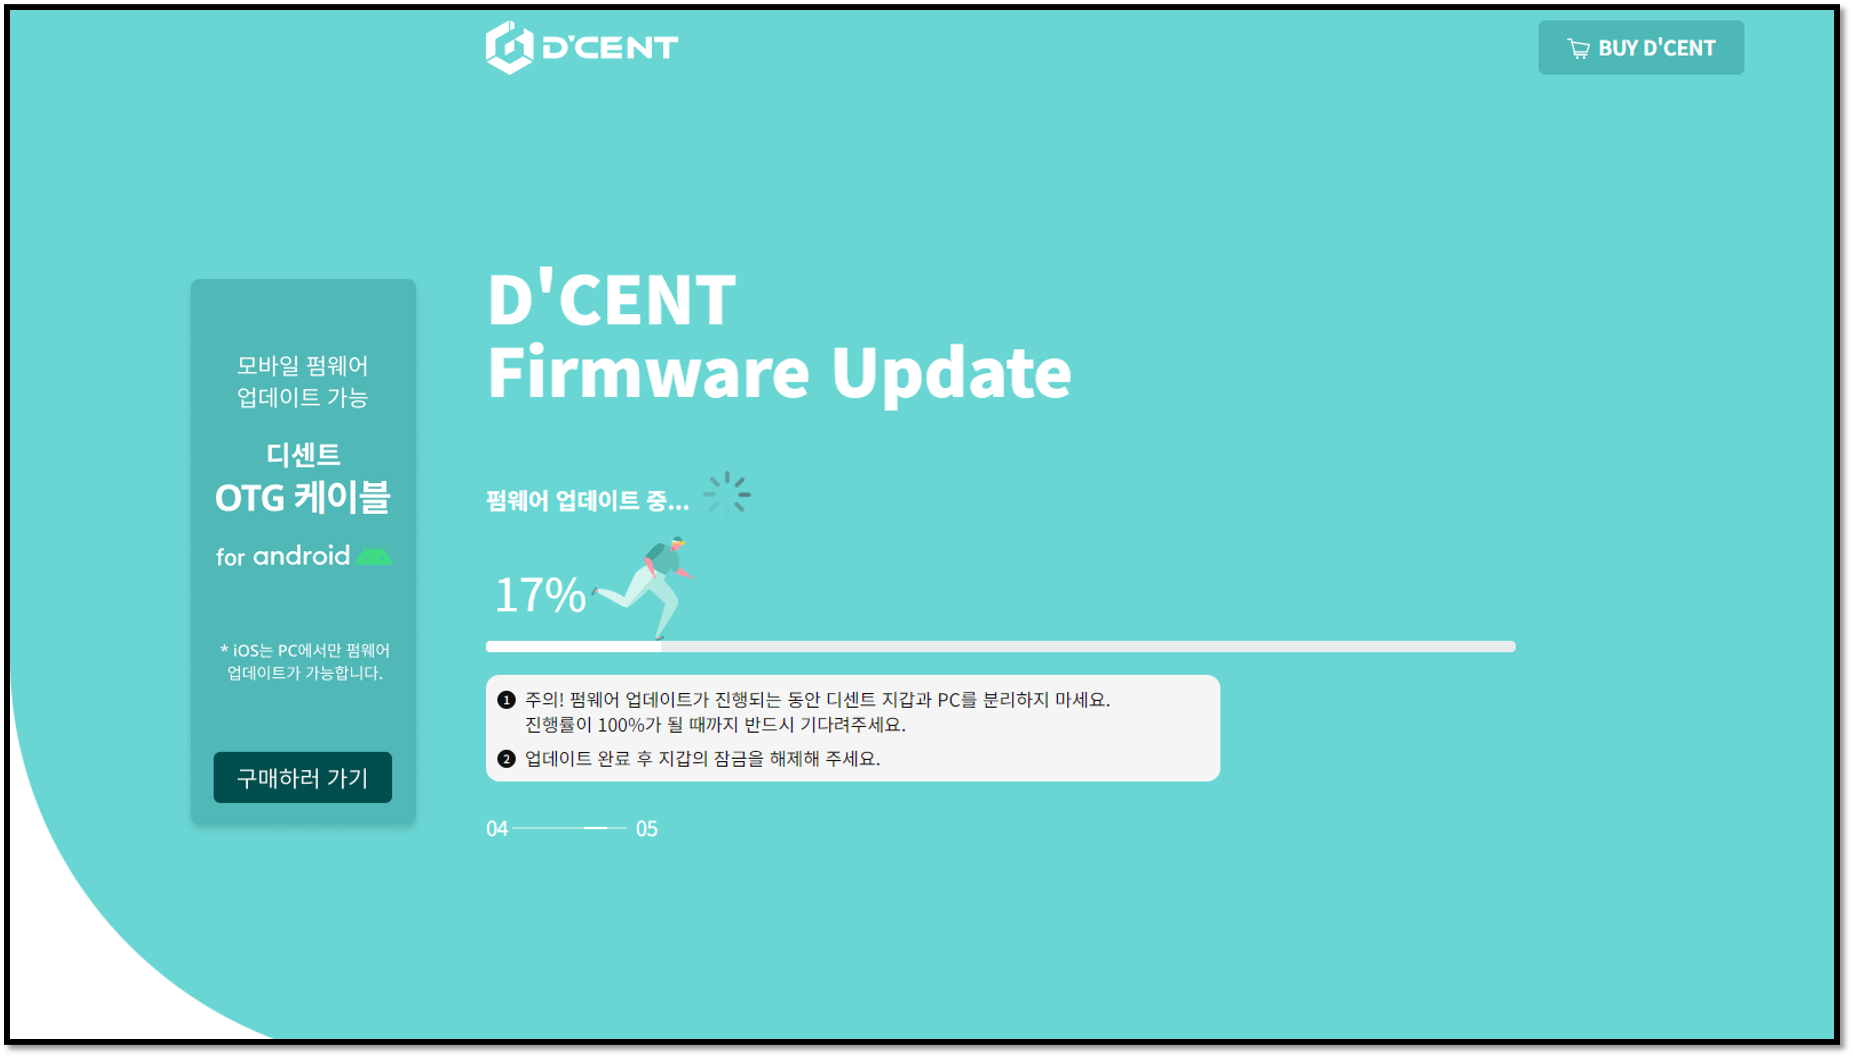 D'CENT
BUY D'CENT
모바일 펌웨어
업데이트 가능
디센트
OTG 케이블
for android
* iOS는 PC에서만 펌웨어
업데이트가 가능합니다.
구매하러 가기
D'CENT
Firmware Update
펌웨어 업데이트 중...
17%
1 주의! 펌웨어 업데이트가 진행되는 동안 디센트 지갑과 PC를 분리하지 마세요.
진행률이 100%가 될 때까지 반드시 기다려주세요.
2 업데이트 완료 후 지갑의 잠금을 해제해 주세요.
04 05